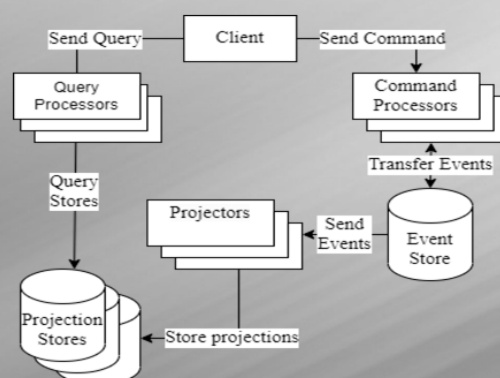 Send Query
Client
Send Command
Query
Processors
Command
Processors
Transfer Events
Query
Stores
Projectors
Send
Events
Event
Store
Projection
Stores
Store projections